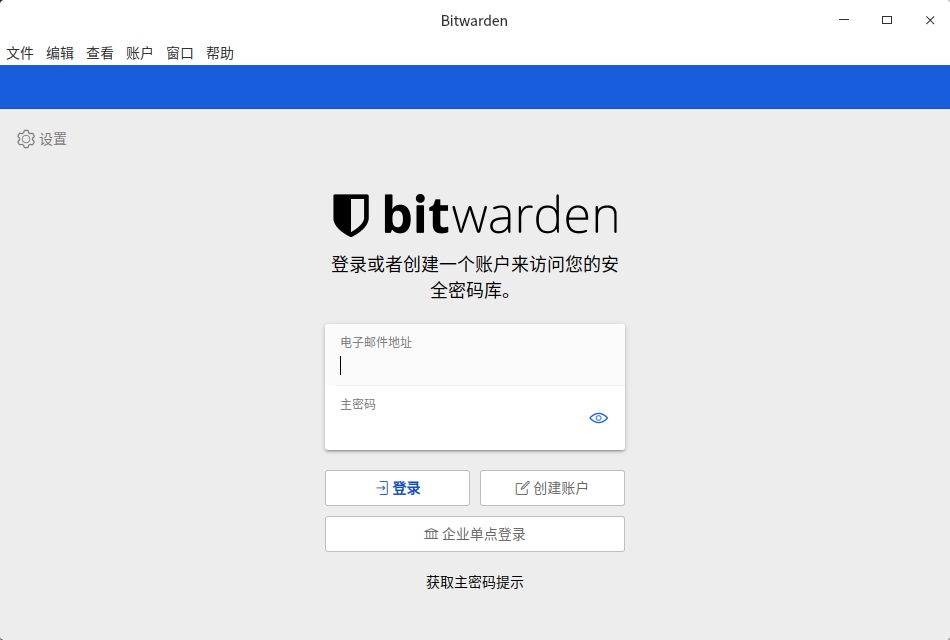 Bitwarden
文件 编辑 查看 账户 窗口 帮助
设置
bitwarden
登录或者创建一个账户来访问您的安
全密码库。
电子邮件地址
主密码
登录 创建账户
企业单点登录
获取主密码提示